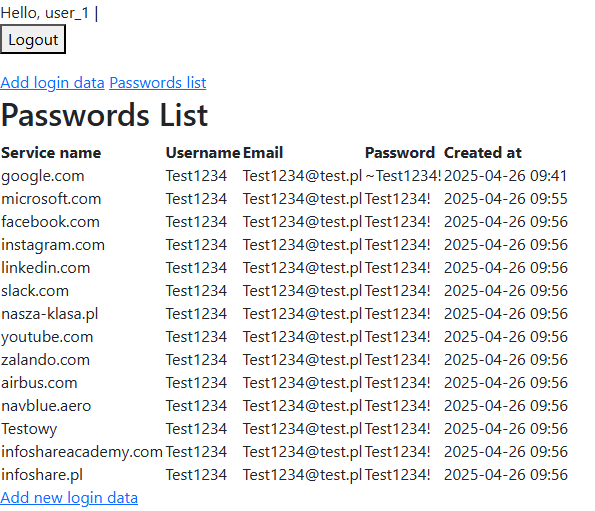 Hello, user_1 |
Logout
Add login data Passwords list
Passwords List
Service name Username Email Password Created at
google.com Test1234 Test1234@test.pl ~Test1234! 2025-04-26 09:41
microsoft.com Test1234 Test1234@test.pl Test1234! 2025-04-26 09:55
facebook.com Test1234 Test1234@test.pl Test1234! 2025-04-26 09:56
instagram.com Test1234 Test1234@test.pl Test1234! 2025-04-26 09:56
linkedin.com Test1234 Test1234@test.pl Test1234! 2025-04-26 09:56
slack.com Test1234 Test1234@test.pl Test1234! 2025-04-26 09:56
nasza-klasa.pl Test1234 Test1234@test.pl Test1234! 2025-04-26 09:56
youtube.com Test1234 Test1234@test.pl Test1234! 2025-04-26 09:56
zalando.com Test1234 Test1234@test.pl Test1234! 2025-04-26 09:56
airbus.com Test1234 Test1234@test.pl Test1234! 2025-04-26 09:56
navblue.aero Test1234 Test1234@test.pl Test1234! 2025-04-26 09:56
Testowy Test1234 Test1234@test.pl Test1234! 2025-04-26 09:56
infoshareacademy.com Test1234 Test1234@test.pl Test1234! 2025-04-26 09:56
infoshare.pl Test1234 Test1234@test.pl Test1234! 2025-04-26 09:56
Add new login data